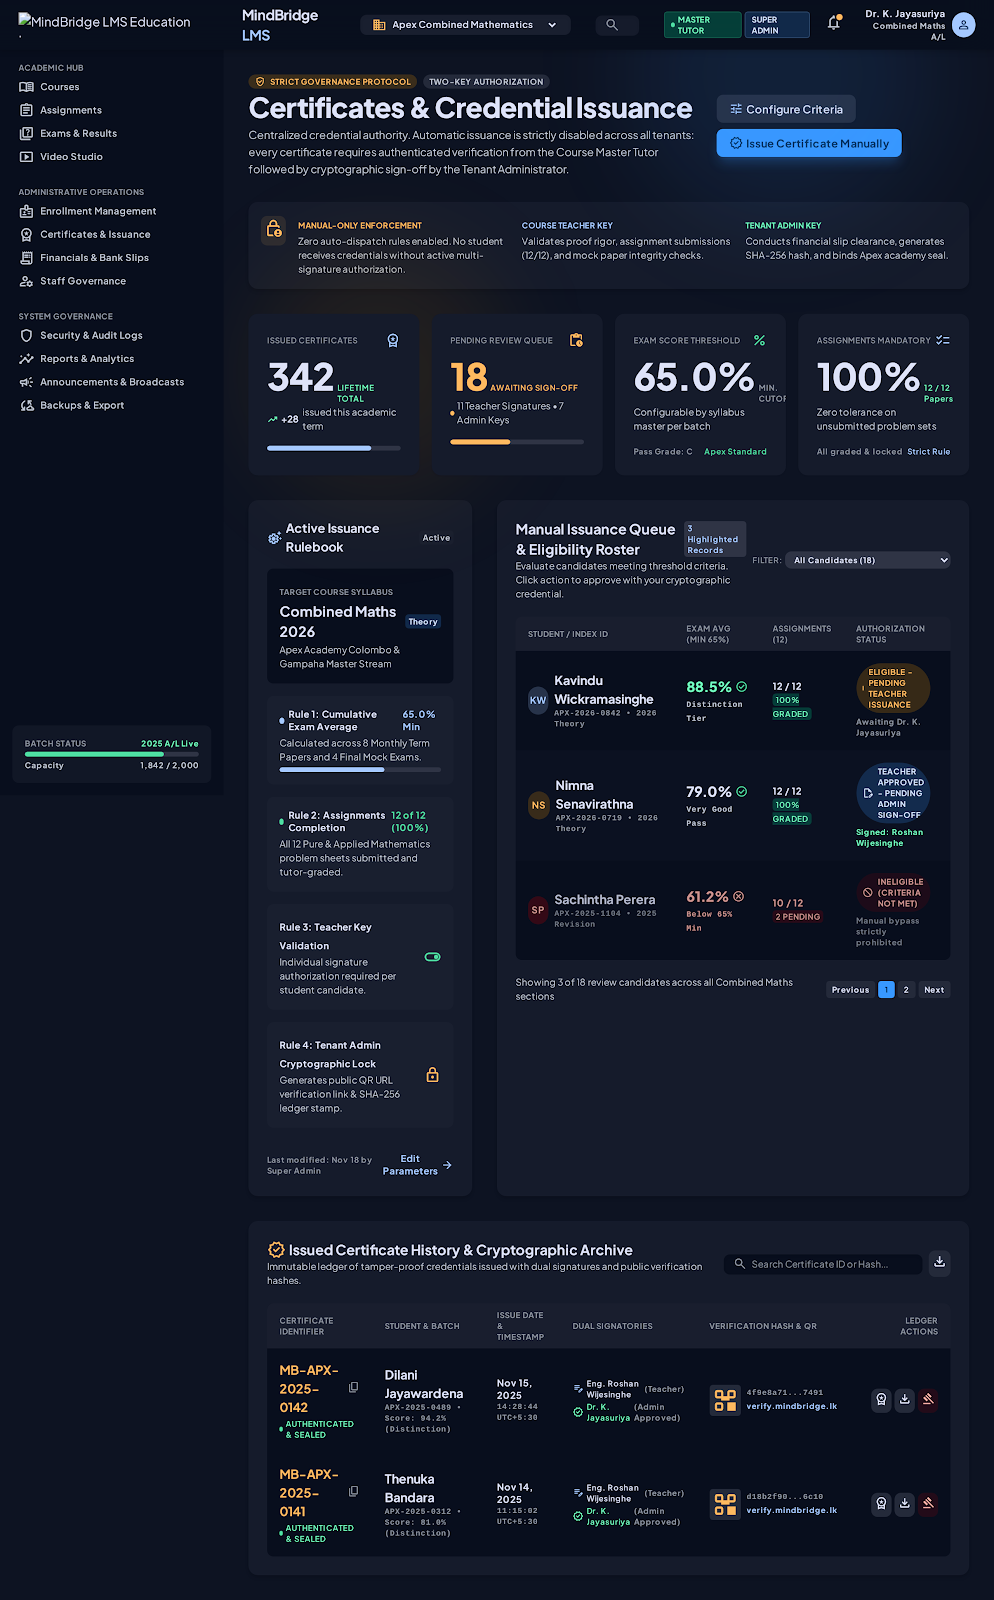 MindBridge LMS Education
MindBridge LMS
Apex Combined Mathematics
MASTER TUTOR
SUPER ADMIN
Dr. K. Jayasuriya
Combined Maths A/L
ACADEMIC HUB
Courses
Assignments
Exams & Results
Video Studio
ADMINISTRATIVE OPERATIONS
Enrollment Management
Certificates & Issuance
Financials & Bank Slips
Staff Governance
SYSTEM GOVERNANCE
Security & Audit Logs
Reports & Analytics
Announcements & Broadcasts
Backups & Export
BATCH STATUS 2025 A/L Live
Capacity 1,842 / 2,000
STRICT GOVERNANCE PROTOCOL
TWO-KEY AUTHORIZATION
Certificates & Credential Issuance
Centralized credential authority. Automatic issuance is strictly disabled across all tenants:
every certificate requires authenticated verification from the Course Master Tutor
followed by cryptographic sign-off by the Tenant Administrator.
Configure Criteria
Issue Certificate Manually
MANUAL-ONLY ENFORCEMENT
Zero auto-dispatch rules enabled. No student
receives credentials without active multi-
signature authorization.
COURSE TEACHER KEY
Validates proof rigor, assignment submissions
(12/12), and mock paper integrity checks.
TENANT ADMIN KEY
Conducts financial slip clearance, generates
SHA-256 hash, and binds Apex academy seal.
ISSUED CERTIFICATES
342 LIFETIME TOTAL
+28 issued this academic term
PENDING REVIEW QUEUE
18 AWAITING SIGN-OFF
11 Teacher Signatures • 7
Admin Keys
EXAM SCORE THRESHOLD
65.0% MIN. CUTOF
Configurable by syllabus
master per batch
Pass Grade: C Apex Standard
ASSIGNMENTS MANDATORY
100% 12 / 12 Papers
Zero tolerance on
unsubmitted problem sets
All graded & locked Strict Rule
Active Issuance
Rulebook
Active
TARGET COURSE SYLLABUS
Combined Maths
2026
Theory
Apex Academy Colombo &
Gampaha Master Stream
Rule 1: Cumulative
Exam Average
65.0%
Min
Calculated across 8 Monthly Term
Papers and 4 Final Mock Exams.
Rule 2: Assignments
Completion
12 of 12
(100%)
All 12 Pure & Applied Mathematics
problem sheets submitted and
tutor-graded.
Rule 3: Teacher Key
Validation
Individual signature
authorization required per
student candidate.
Rule 4: Tenant Admin
Cryptographic Lock
Generates public QR URL
verification link & SHA-256
ledger stamp.
Last modified: Nov 18 by
Super Admin
Edit
Parameters
Manual Issuance Queue
& Eligibility Roster
3
Highlighted
Records
Evaluate candidates meeting threshold criteria.
Click action to approve with your cryptographic
credential.
FILTER: All Candidates (18)
STUDENT / INDEX ID
EXAM AVG (MIN 65%)
ASSIGNMENTS (12)
AUTHORIZATION STATUS
KW
Kavindu
Wickramasinghe
APX-2026-0842 • 2026
Theory
88.5%
Distinction
Tier
12 / 12
100%
GRADED
ELIGIBLE -
PENDING
TEACHER
ISSUANCE
Awaiting Dr. K.
Jayasuriya
NS
Nimna
Senavirathna
APX-2026-0719 • 2026
Theory
79.0%
Very Good
Pass
12 / 12
100%
GRADED
TEACHER
APPROVED
- PENDING
ADMIN
SIGN-OFF
Signed: Roshan
Wijesinghe
SP
Sachintha Perera
APX-2025-1104 • 2025
Revision
61.2%
Below 65%
Min
10 / 12
2 PENDING
INELIGIBLE
(CRITERIA
NOT MET)
Manual bypass
strictly
prohibited
Showing 3 of 18 review candidates across all Combined Maths
sections
Previous 1 2 Next
Issued Certificate History & Cryptographic Archive
Immutable ledger of tamper-proof credentials issued with dual signatures and public verification
hashes.
Search Certificate ID or Hash...
CERTIFICATE IDENTIFIER
STUDENT & BATCH
ISSUE DATE & TIMESTAMP
DUAL SIGNATORIES
VERIFICATION HASH & QR
LEDGER ACTIONS
MB-APX-
2025-
0142
AUTHENTICATED
& SEALED
Dilani
Jayawardena
APX-2025-0489 •
Score: 94.2%
(Distinction)
Nov 15,
2025
14:28:44
UTC+5:30
Eng. Roshan
Wijesinghe
(Teacher)
Dr. K.
Jayasuriya
(Admin
Approved)
4f9e8a71...7491
verify.mindbridge.lk
MB-APX-
2025-
0141
AUTHENTICATED
& SEALED
Thenuka
Bandara
APX-2025-0312 •
Score: 81.0%
(Distinction)
Nov 14,
2025
11:15:02
UTC+5:30
Eng. Roshan
Wijesinghe
(Teacher)
Dr. K.
Jayasuriya
(Admin
Approved)
d18b2f90...6c10
verify.mindbridge.lk